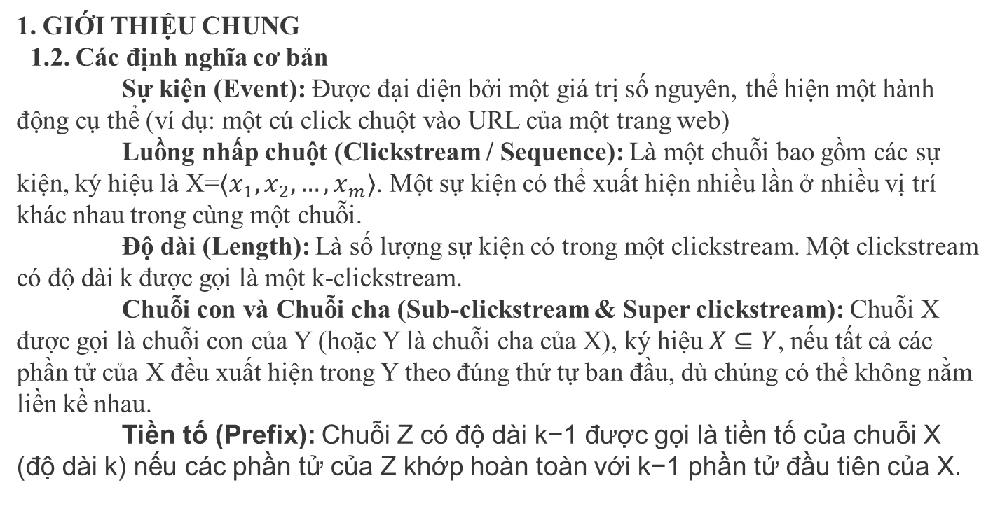 1. GIỚI THIỆU CHUNG
1.2. Các định nghĩa cơ bản
Sự kiện (Event): Được đại diện bởi một giá trị số nguyên, thể hiện một hành
động cụ thể (ví dụ: một cú click chuột vào URL của một trang web)
Luồng nhấp chuột (Clickstream / Sequence): Là một chuỗi bao gồm các sự
kiện, ký hiệu là X=⟨𝑥₁, 𝑥₂, … , 𝑥ₘ⟩. Một sự kiện có thể xuất hiện nhiều lần ở nhiều vị trí
khác nhau trong cùng một chuỗi.
Độ dài (Length): Là số lượng sự kiện có trong một clickstream. Một clickstream
có độ dài k được gọi là một k-clickstream.
Chuỗi con và Chuỗi cha (Sub-clickstream & Super clickstream): Chuỗi X
được gọi là chuỗi con của Y (hoặc Y là chuỗi cha của X), ký hiệu 𝑋 ⊆ 𝑌, nếu tất cả các
phần tử của X đều xuất hiện trong Y theo đúng thứ tự ban đầu, dù chúng có thể không nằm
liền kề nhau.
Tiền tố (Prefix): Chuỗi Z có độ dài k−1 được gọi là tiền tố của chuỗi X
(độ dài k) nếu các phần tử của Z khớp hoàn toàn với k−1 phần tử đầu tiên của X.